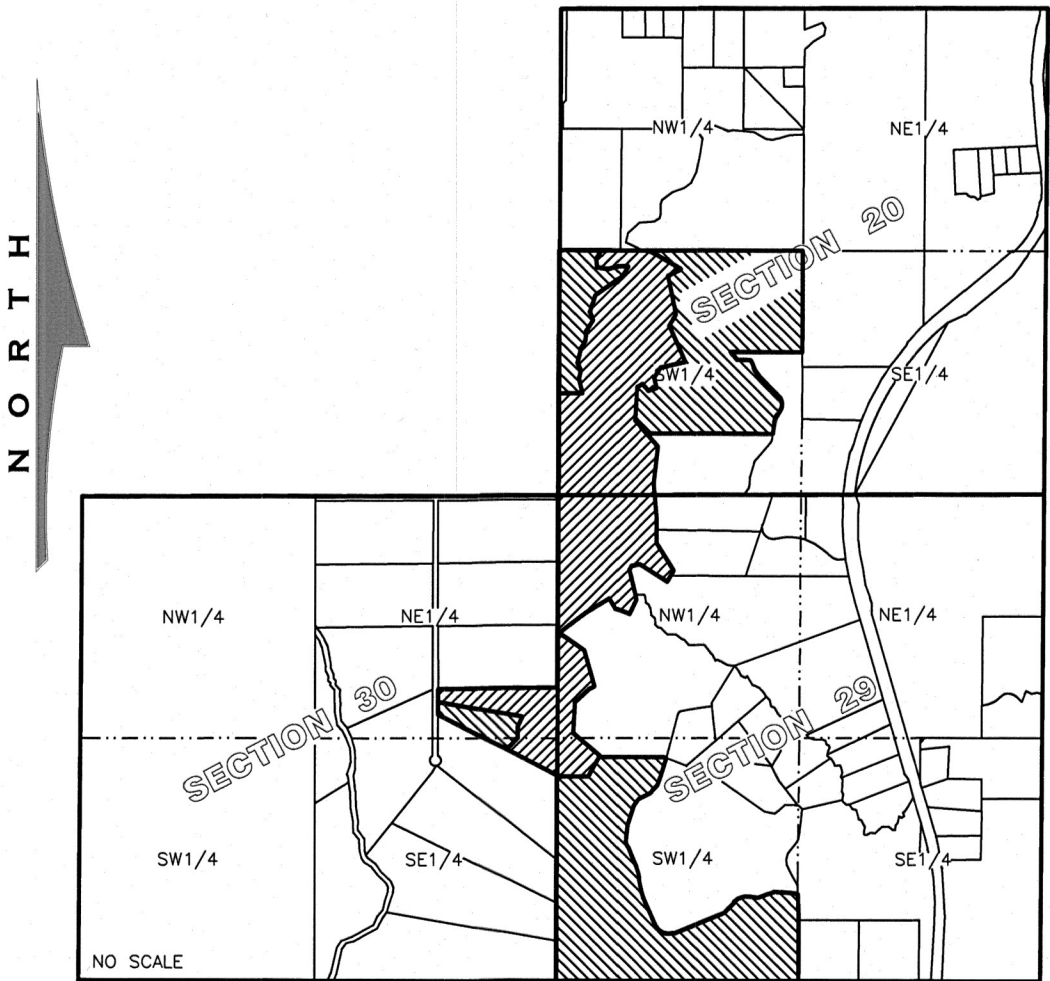 NORTH
NW1/4
NE1/4
SECTION 20
SW1/4
SE1/4
NW1/4
NE1/4
NW1/4
NE1/4
SECTION 30
SECTION 29
SW1/4
SE1/4
SW1/4
SE1/4
NO SCALE